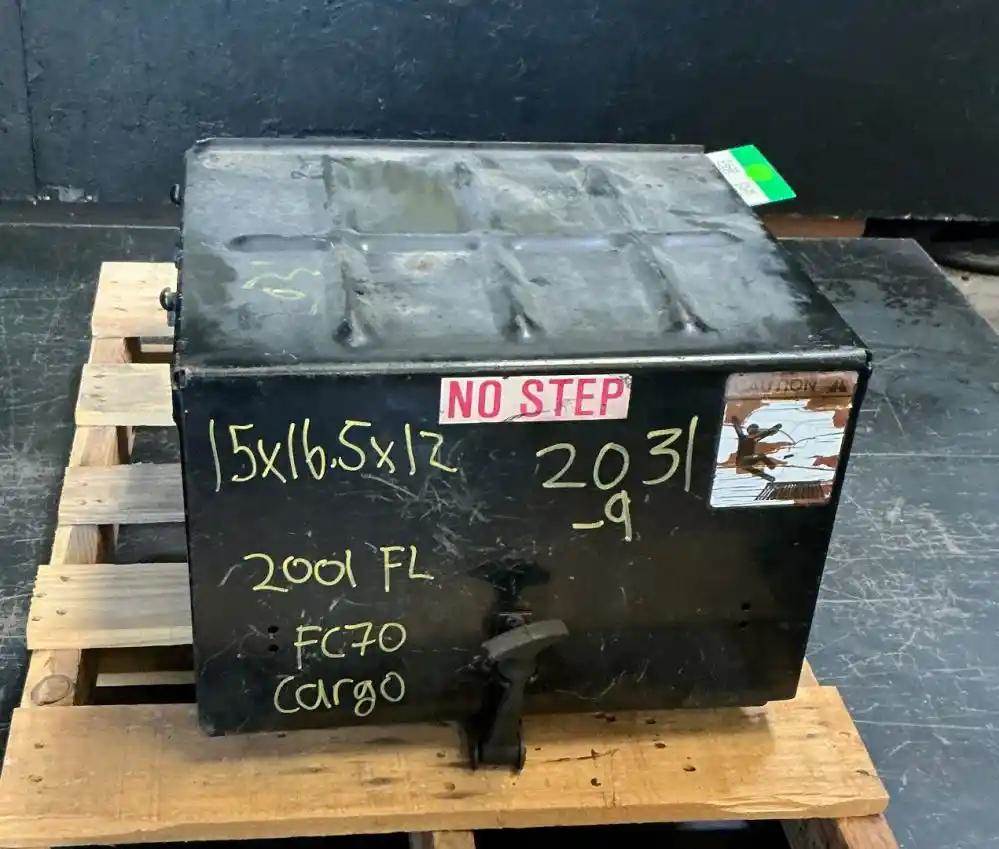 NO STEP
CAUTION
15x16.5x12
2031
-9
2001 FL
FC70
Cargo